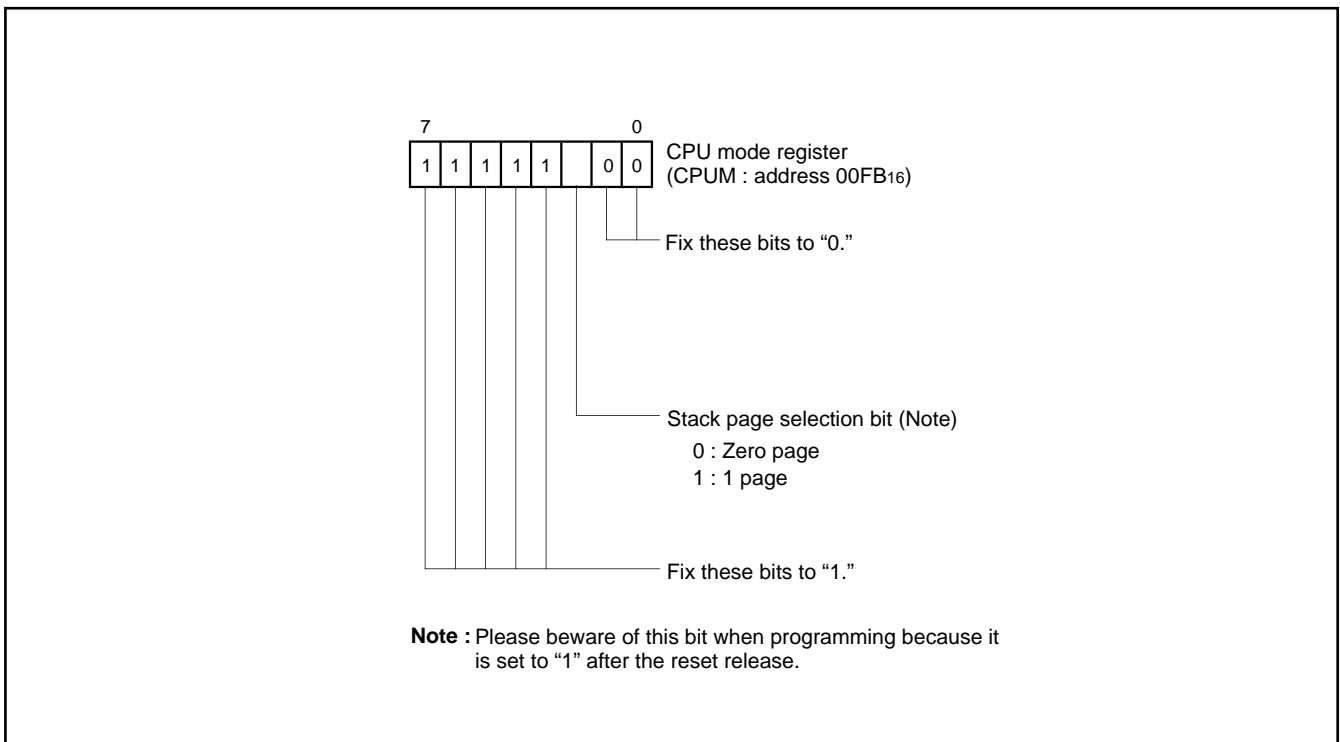 7 0
1 1 1 1 1 0 0
CPU mode register
(CPUM : address 00FB16)
Fix these bits to “0.”
Stack page selection bit (Note)
0 : Zero page
1 : 1 page
Fix these bits to “1.”
Note : Please beware of this bit when programming because it
is set to “1” after the reset release.